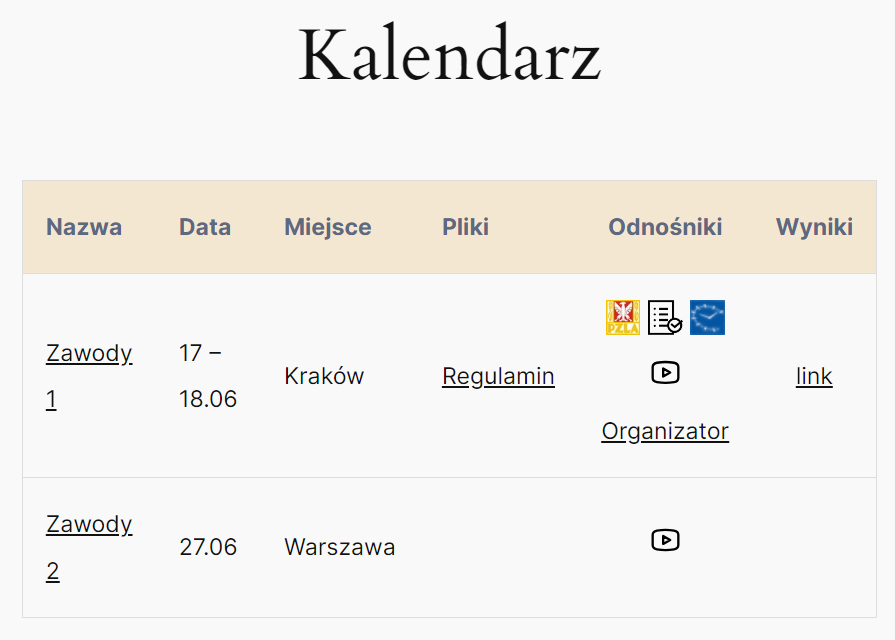 Kalendarz
Nazwa Data Miejsce Pliki Odnośniki Wyniki
PZLA
Zawody 17 –
Kraków Regulamin link
1 18.06
Organizator
Zawody
27.06 Warszawa
2